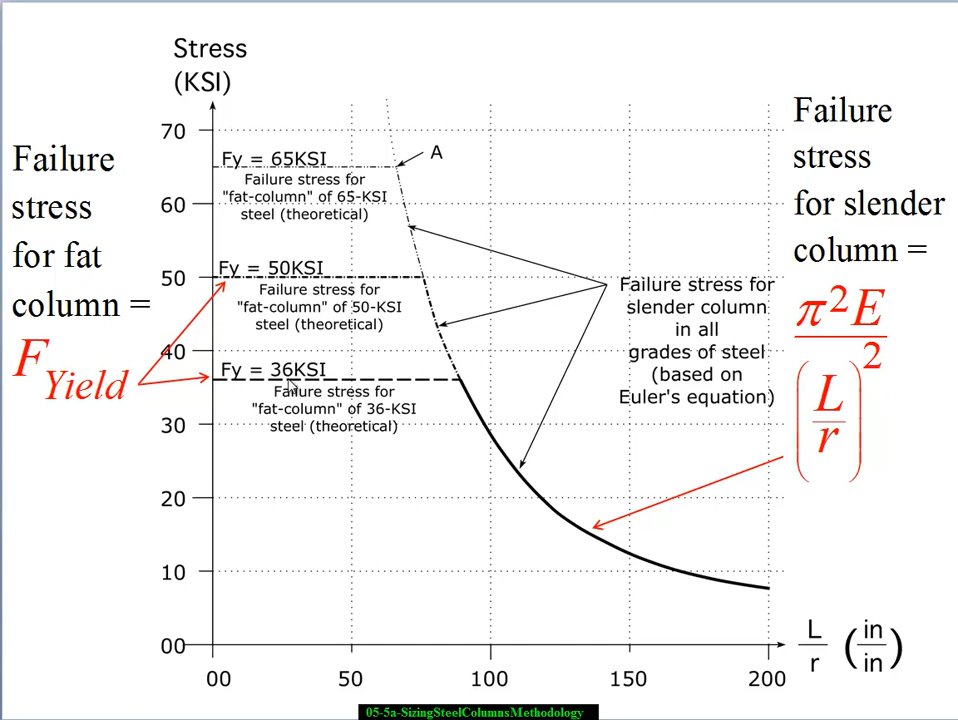 Stress
(KSI)
Failure
stress
for fat
column =
F Yield
70
60
50
40
30
20
10
00
Fy = 65KSI
Failure stress for
"fat-column" of 65-KSI
steel (theoretical)
A
Fy = 50KSI
Failure stress for
"fat-column" of 50-KSI
steel (theoretical)
Fy = 36KSI
Failure stress for
"fat-column" of 36-KSI
steel (theoretical)
Failure stress for
slender column
in all
grades of steel
(based on
Euler's equation)
Failure
stress
for slender
column =
π²E
(L/r)²
L/r (in/in)
00 50 100 150 200
05-5a-SizingSteelColumnsMethodology